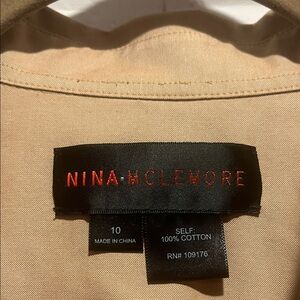 NINA·MCLEMORE
10
MADE IN CHINA
SELF:
100% COTTON
RN# 109176